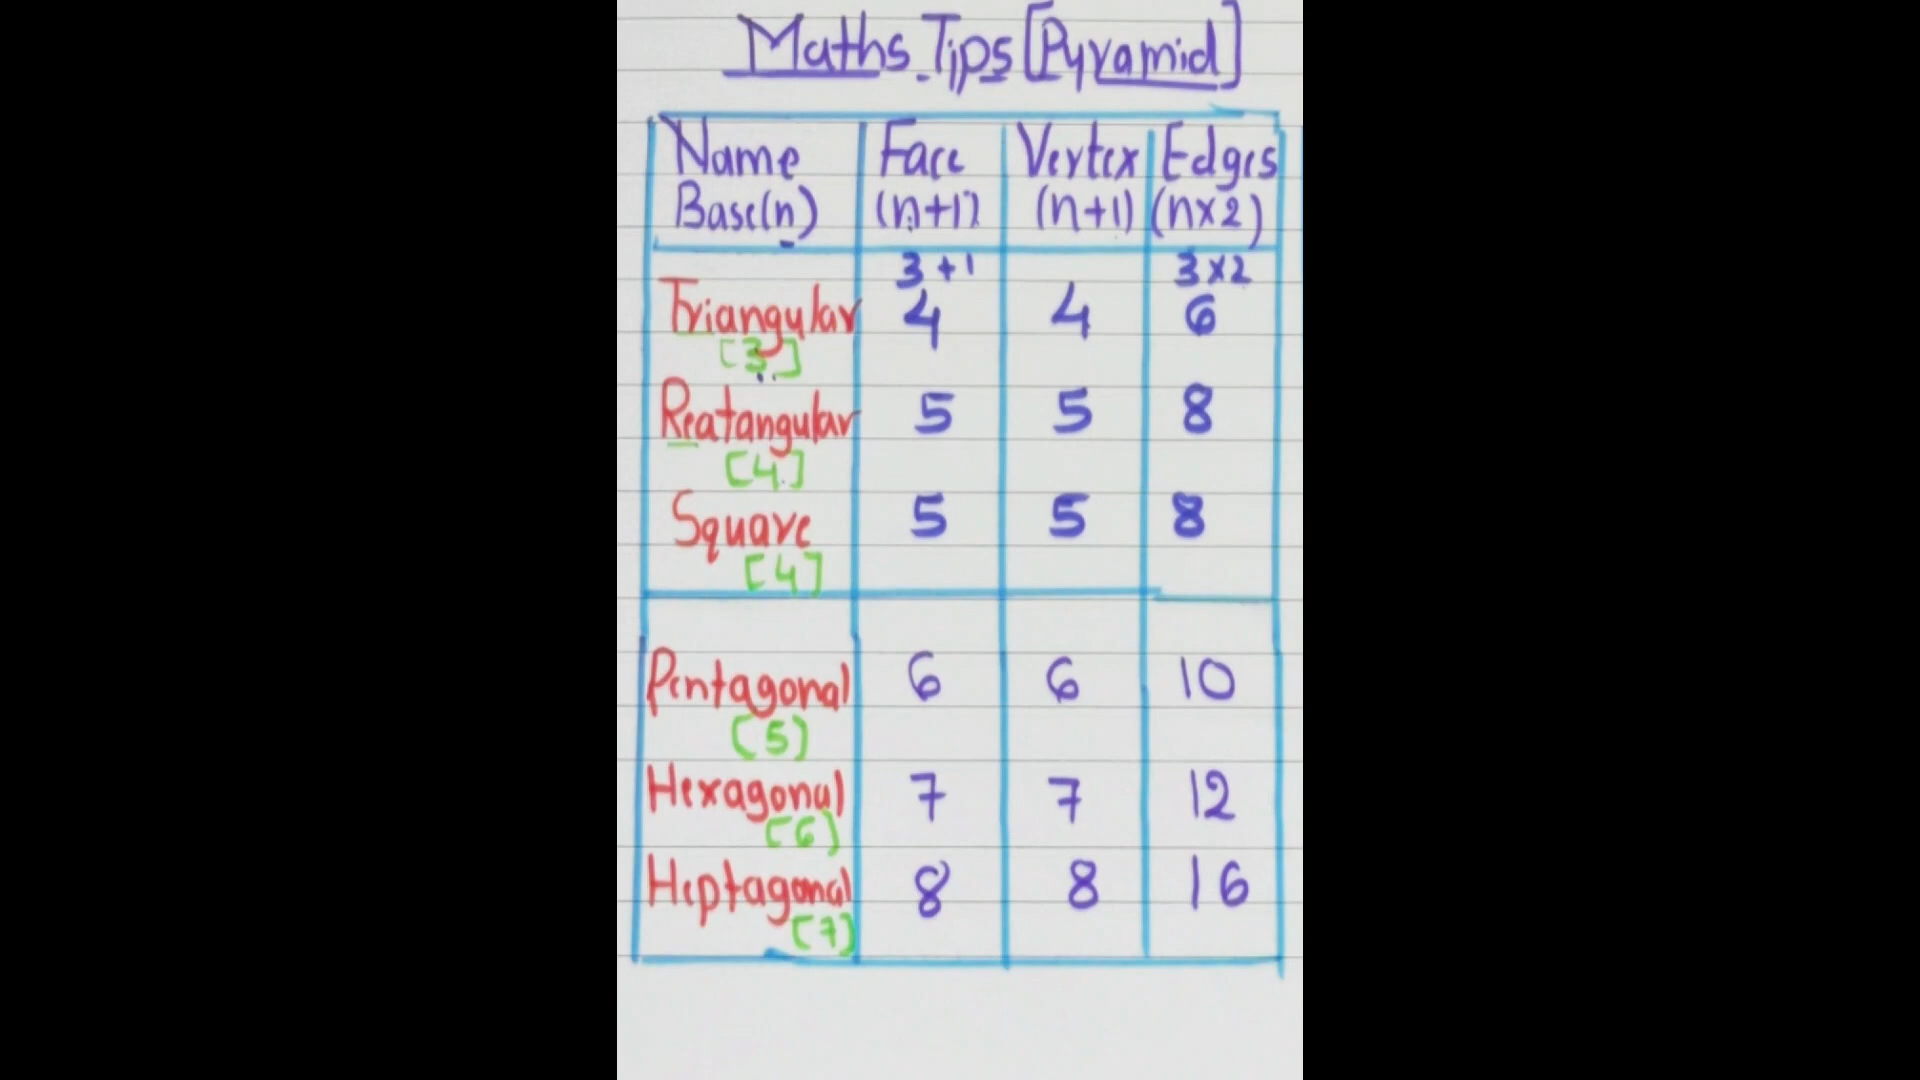 Maths Tips [Pyramid]
Name Face Vertex Edges
Base(n) (n+1) (n+1) (n×2)
3+1 3×2
Triangular 4 4 6
[3]
Reatangular 5 5 8
[4]
Square 5 5 8
[4]
Pentagonal 6 6 10
[5]
Hexagonal 7 7 12
[6]
Heptagonal 8 8 16
[7]